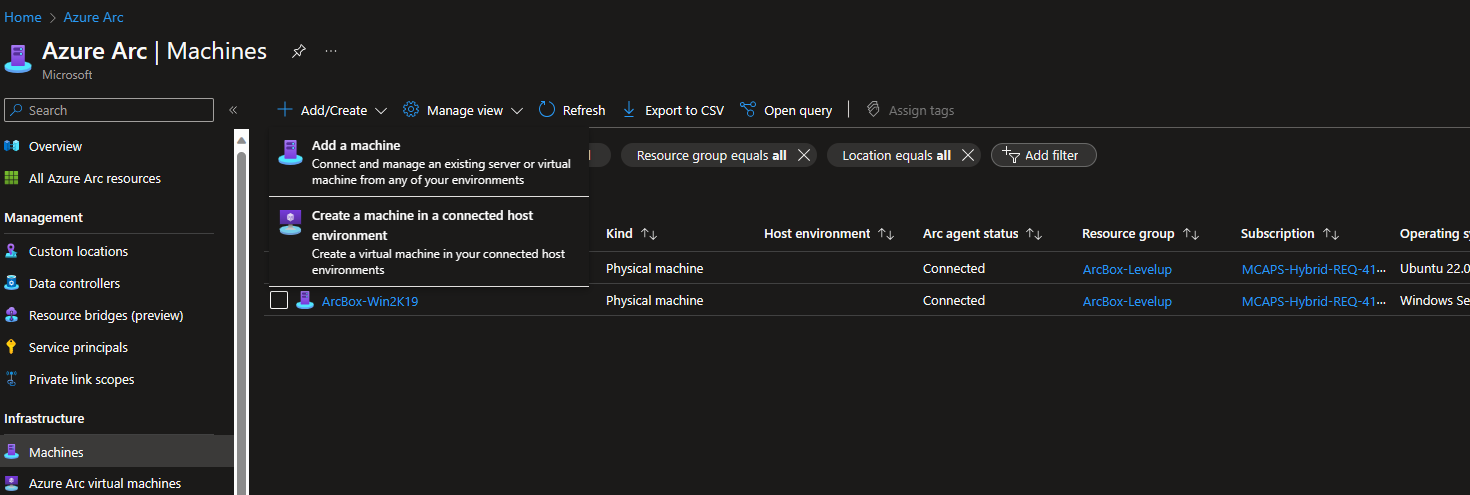 Home > Azure Arc
Azure Arc | Machines ...
Microsoft
Search «
Add/Create Manage view Refresh Export to CSV Open query | Assign tags
Overview
All Azure Arc resources
Management
Custom locations
Data controllers
Resource bridges (preview)
Service principals
Private link scopes
Infrastructure
Machines
Azure Arc virtual machines
Add a machine
Connect and manage an existing server or virtual
machine from any of your environments
Create a machine in a connected host
environment
Create a virtual machine in your connected host
environments
Resource group equals all Location equals all Add filter
Kind Host environment Arc agent status Resource group Subscription Operating sy
Physical machine Connected ArcBox-Levelup MCAPS-Hybrid-REQ-41... Ubuntu 22.0
ArcBox-Win2K19 Physical machine Connected ArcBox-Levelup MCAPS-Hybrid-REQ-41... Windows Se